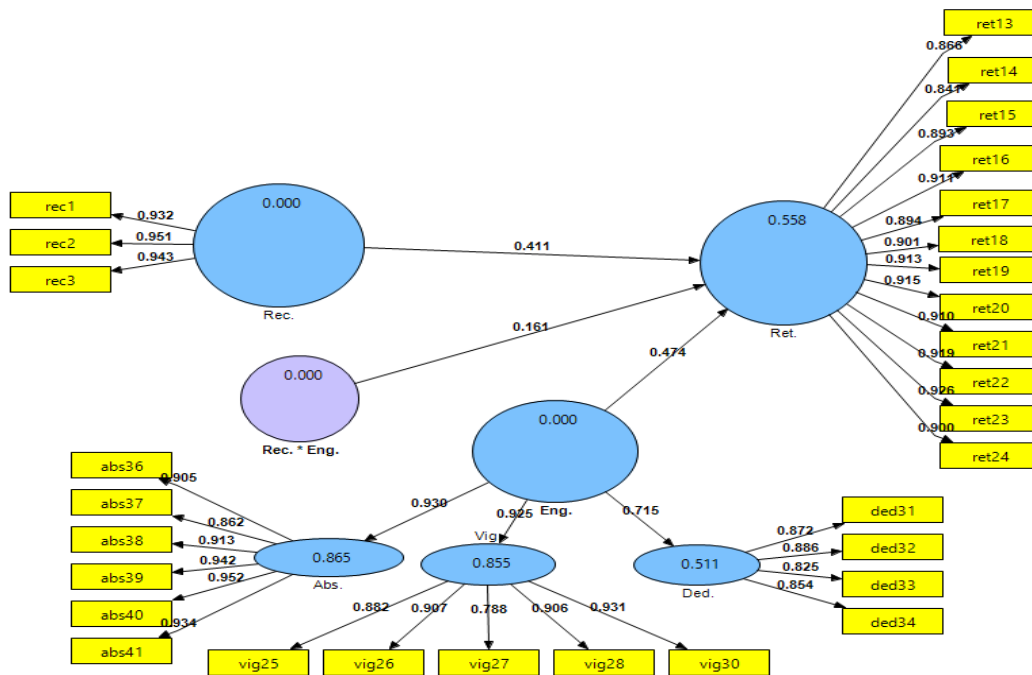 ret13
0.866
ret14
0.841
ret15
0.893
ret16
0.911
ret17
0.894
ret18
0.901
ret19
0.913
ret20
0.915
ret21
0.910
ret22
0.919
ret23
0.926
ret24
0.900
rec1
0.932
rec2
0.951
rec3
0.943
0.000
Rec.
0.411
0.558
Ret.
0.161
0.000
Rec. * Eng.
0.474
0.000
Eng.
0.930
0.925
0.715
abs36
0.905
abs37
0.862
abs38
0.913
abs39
0.942
abs40
0.952
abs41
0.934
0.865
Abs.
Vig.
0.855
0.511
Ded.
0.872
ded31
0.886
ded32
0.825
ded33
0.854
ded34
0.882
0.907
0.788
0.906
0.931
vig25
vig26
vig27
vig28
vig30